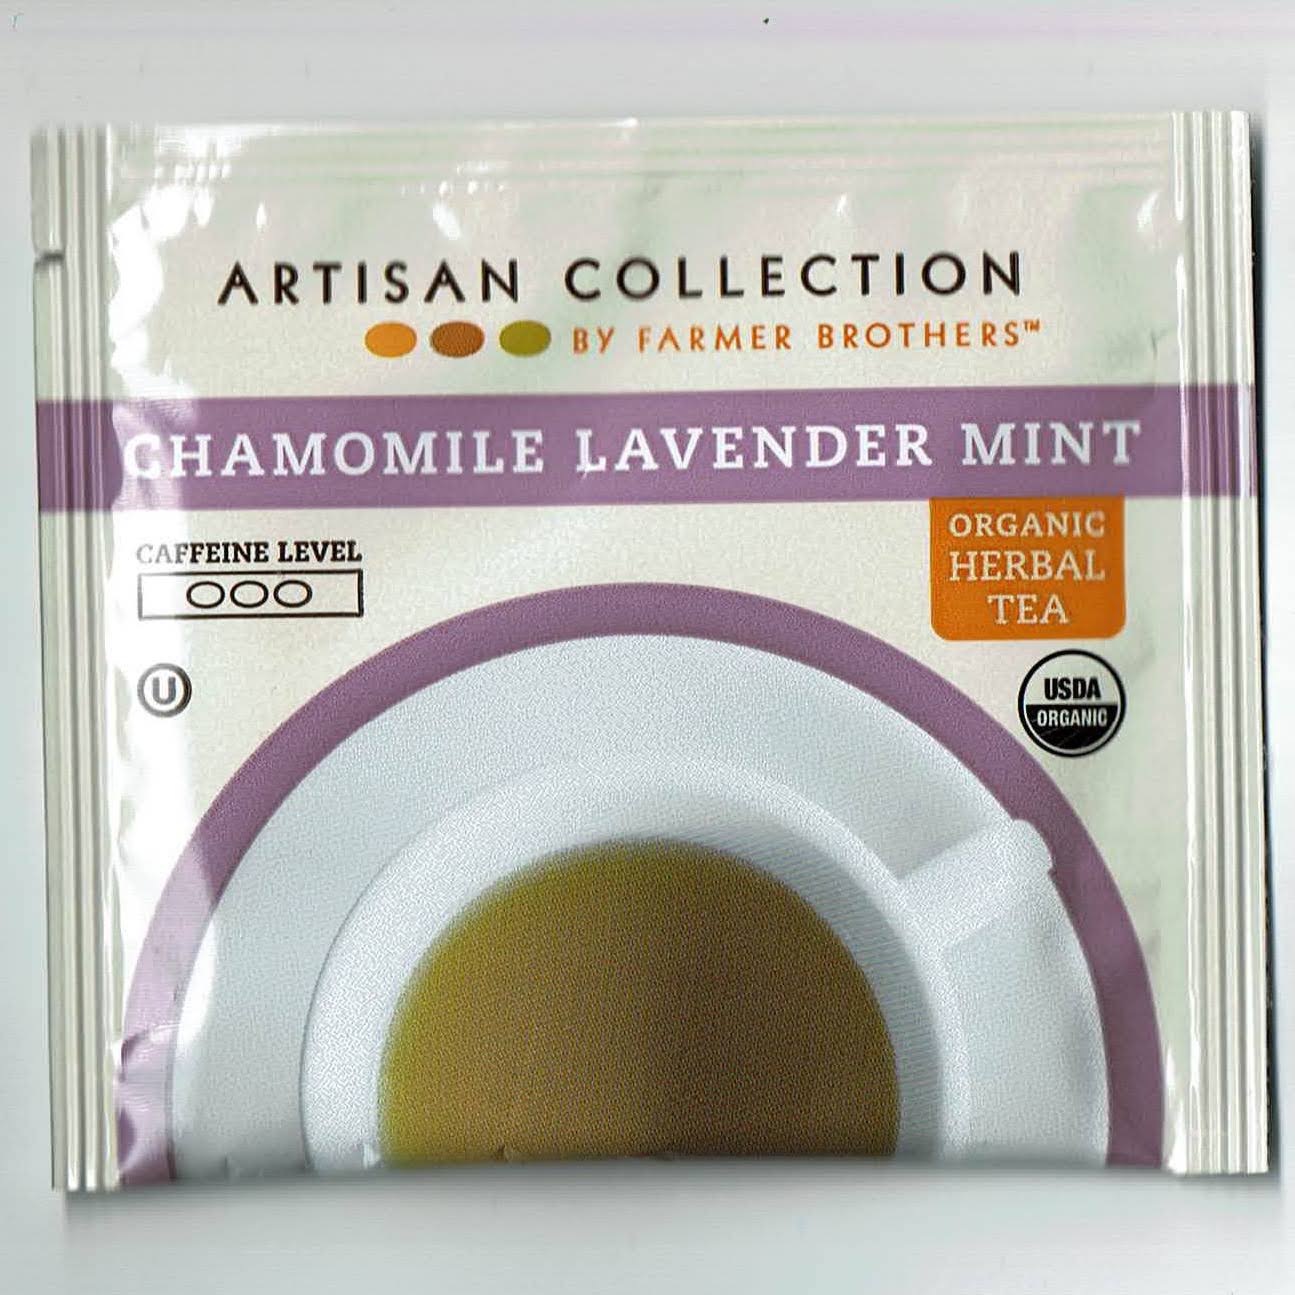 ARTISAN COLLECTION
BY FARMER BROTHERS™
CHAMOMILE LAVENDER MINT
CAFFEINE LEVEL
ORGANIC
HERBAL
TEA
U
USDA
ORGANIC